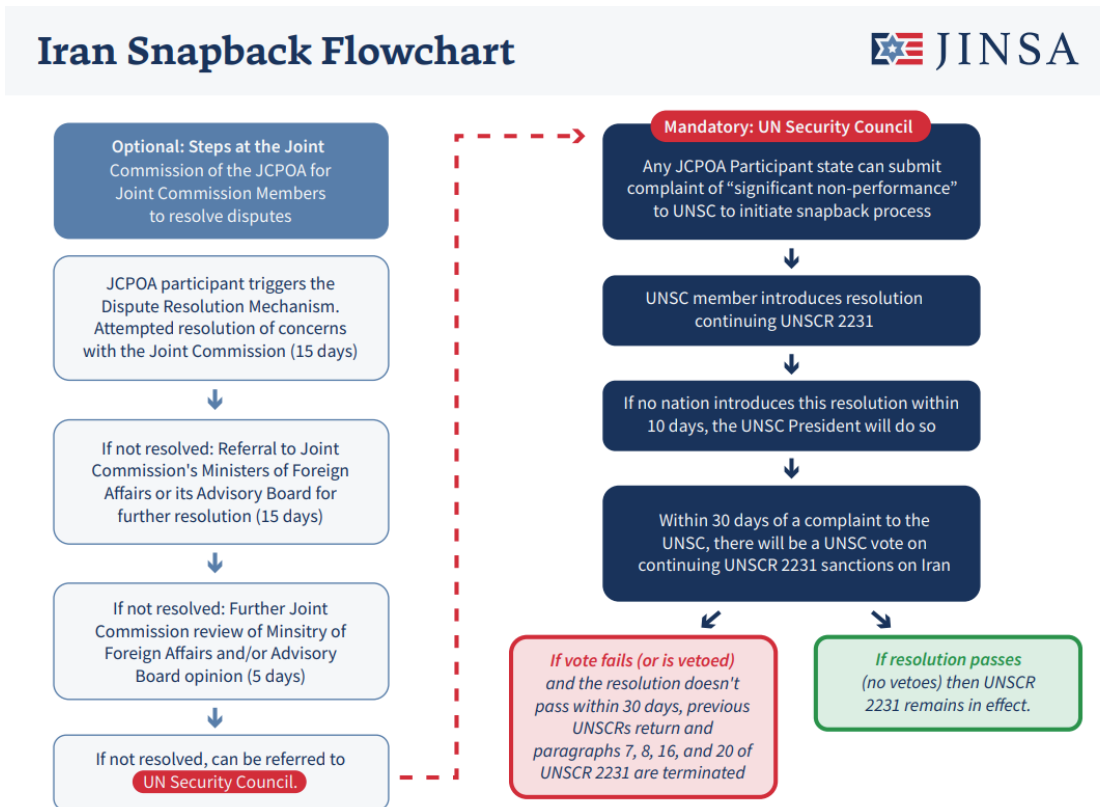 Iran Snapback Flowchart
JINSA
Optional: Steps at the Joint
Commission of the JCPOA for
Joint Commission Members
to resolve disputes
JCPOA participant triggers the
Dispute Resolution Mechanism.
Attempted resolution of concerns
with the Joint Commission (15 days)
If not resolved: Referral to Joint
Commission's Ministers of Foreign
Affairs or its Advisory Board for
further resolution (15 days)
If not resolved: Further Joint
Commission review of Minsitry of
Foreign Affairs and/or Advisory
Board opinion (5 days)
If not resolved, can be referred to
UN Security Council.
Mandatory: UN Security Council
Any JCPOA Participant state can submit
complaint of “significant non-performance”
to UNSC to initiate snapback process
UNSC member introduces resolution
continuing UNSCR 2231
If no nation introduces this resolution within
10 days, the UNSC President will do so
Within 30 days of a complaint to the
UNSC, there will be a UNSC vote on
continuing UNSCR 2231 sanctions on Iran
If vote fails (or is vetoed)
and the resolution doesn't
pass within 30 days, previous
UNSCRs return and
paragraphs 7, 8, 16, and 20 of
UNSCR 2231 are terminated
If resolution passes
(no vetoes) then UNSCR
2231 remains in effect.